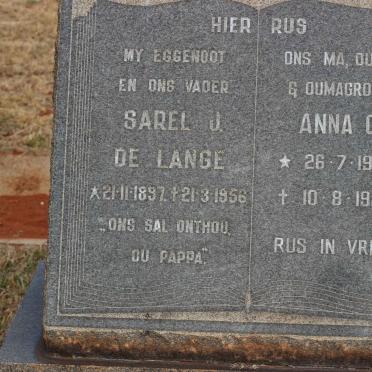 HIER RUS
MY EGGENOOT
EN ONS VADER
SAREL J.
DE LANGE
★21·11·1897·✝21·3·1956
"ONS SAL ONTHOU,
OU PAPPA".
ONS MA,
& OUMAGRO
ANNA
★ 26·7·19
✝ 10·8·19
RUS IN